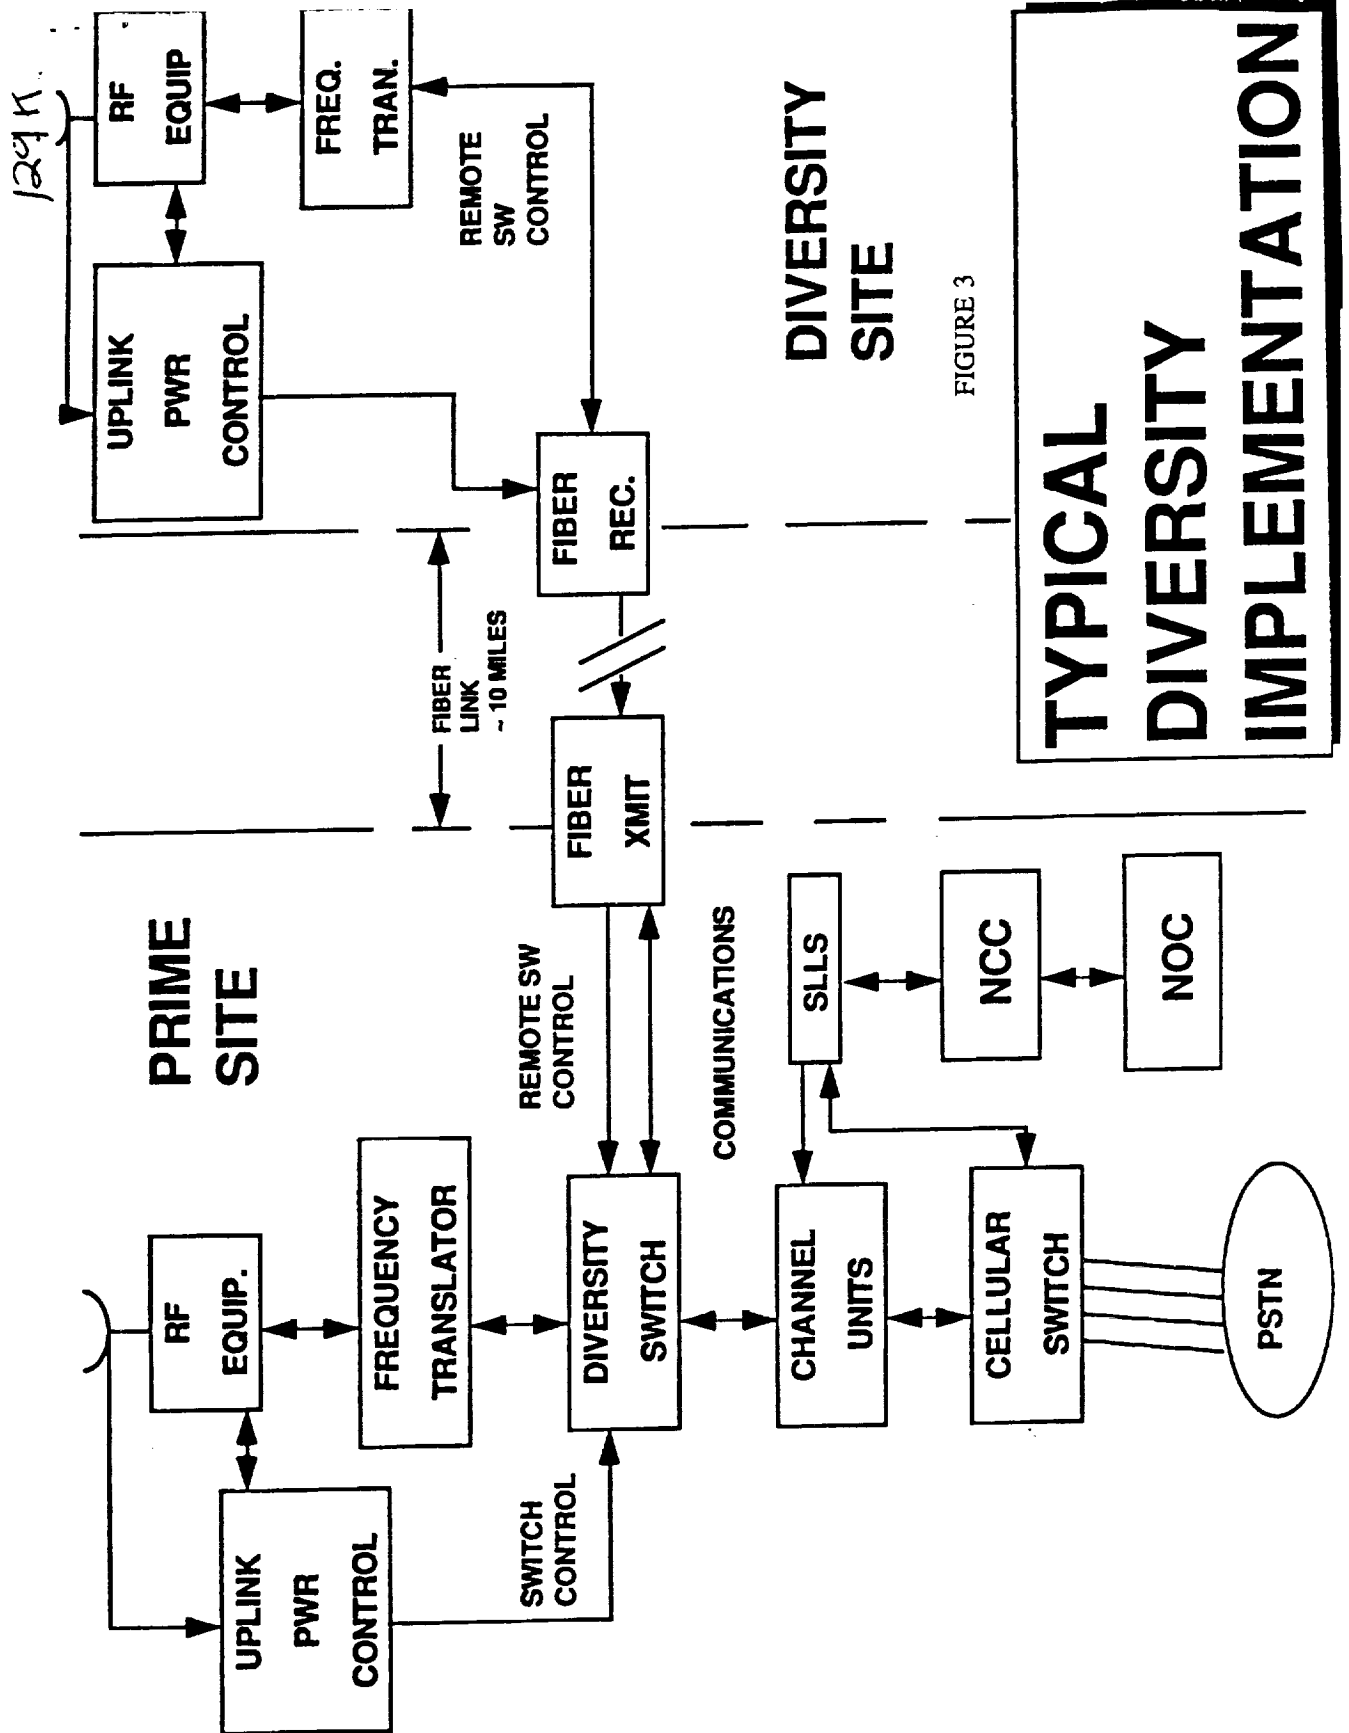 129 K.
PRIME
SITE
RF
EQUIP.
UPLINK
PWR
CONTROL
FREQUENCY
TRANSLATOR
SWITCH
CONTROL
DIVERSITY
SWITCH
REMOTE SW
CONTROL
COMMUNICATIONS
CHANNEL
UNITS
SLLS
CELLULAR
SWITCH
NCC
NOC
PSTN
FIBER
LINK
~ 10 MILES
FIBER
XMIT
FIBER
REC.
UPLINK
PWR
CONTROL
RF
EQUIP
FREQ.
TRAN.
REMOTE
SW
CONTROL
DIVERSITY
SITE
FIGURE 3
TYPICAL
DIVERSITY
IMPLEMENTATION